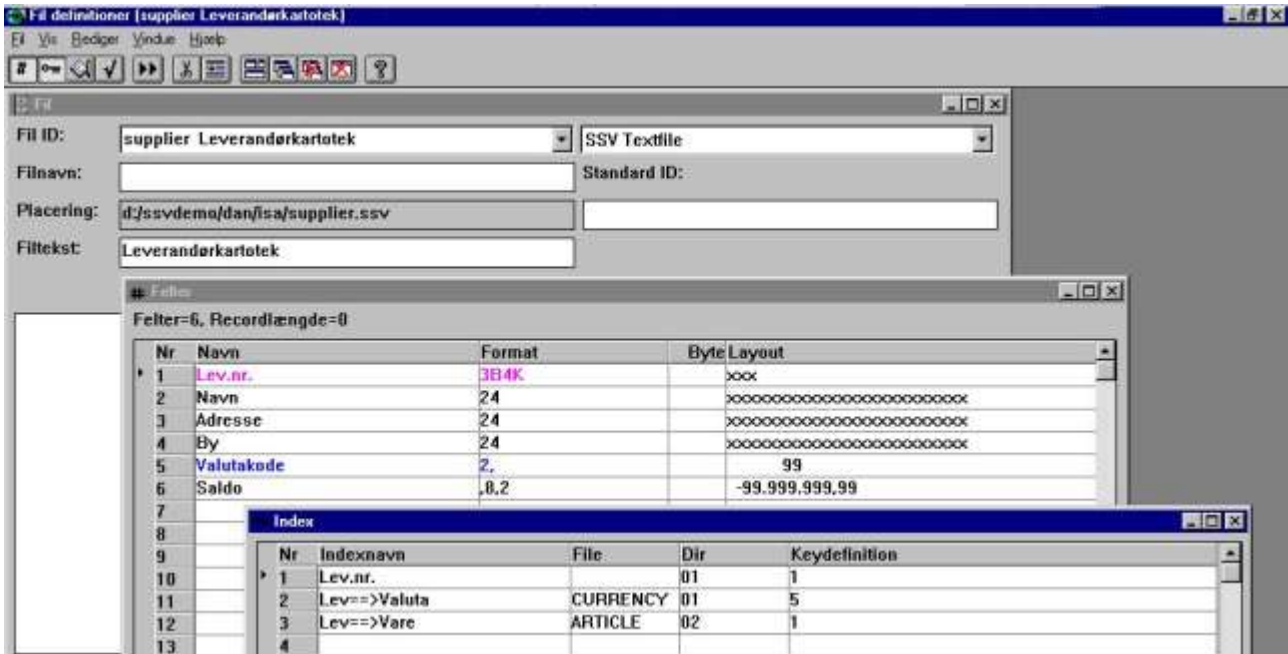 Fil definitioner (supplier Leverandørkartotek)
Fil Vis Rediger Vindue Hjælp
Fil
Fil ID: supplier Leverandørkartotek SSV Textfile
Filnavn: Standard ID:
Placering: d:/ssvdemo/dan/isa/supplier.ssv
Filtekst: Leverandørkartotek
Felter
Felter=6, Recordlængde=0
Nr Navn Format Byte Layout
1 Lev.nr. 3B4K xxx
2 Navn 24 xxxxxxxxxxxxxxxxxxxxxxxx
3 Adresse 24 xxxxxxxxxxxxxxxxxxxxxxxx
4 By 24 xxxxxxxxxxxxxxxxxxxxxxxx
5 Valutakode 2, 99
6 Saldo ,8,2 -99.999.999,99
7
8
9
10
11
12
13
Index
Nr Indexnavn File Dir Keydefinition
1 Lev.nr. 01 1
2 Lev==>Valuta CURRENCY 01 5
3 Lev==>Vare ARTICLE 02 1
4